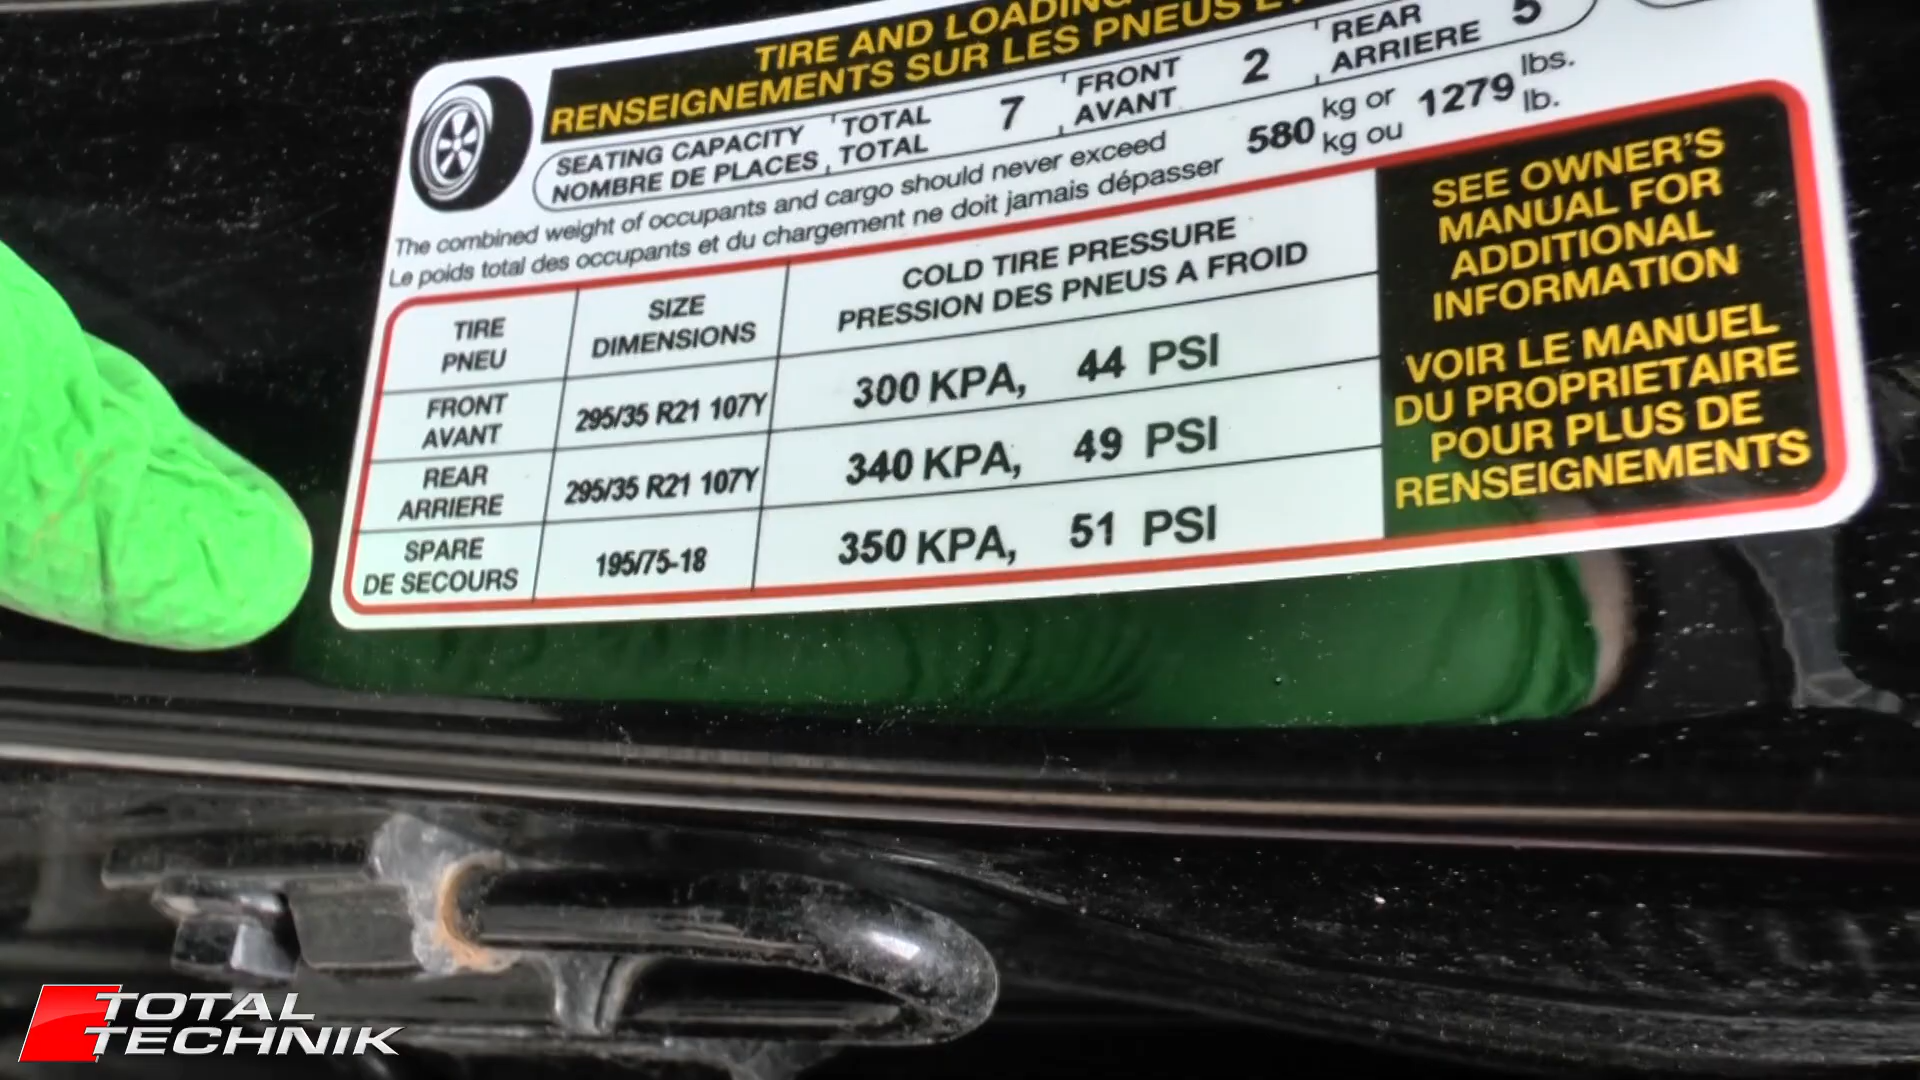 TIRE AND LOADING
RENSEIGNEMENTS SUR LES PNEUS ET
SEATING CAPACITY TOTAL 7 FRONT 2 REAR 5
NOMBRE DE PLACES TOTAL AVANT ARRIERE
The combined weight of occupants and cargo should never exceed 580 kg or 1279 lbs.
Le poids total des occupants et du chargement ne doit jamais dépasser kg ou lb.
TIRE SIZE COLD TIRE PRESSURE
PNEU DIMENSIONS PRESSION DES PNEUS A FROID
FRONT 295/35 R21 107Y 300 KPA, 44 PSI
AVANT
REAR 295/35 R21 107Y 340 KPA, 49 PSI
ARRIERE
SPARE 195/75-18 350 KPA, 51 PSI
DE SECOURS
SEE OWNER'S
MANUAL FOR
ADDITIONAL
INFORMATION
VOIR LE MANUEL
DU PROPRIETAIRE
POUR PLUS DE
RENSEIGNEMENTS
TOTAL
TECHNIK